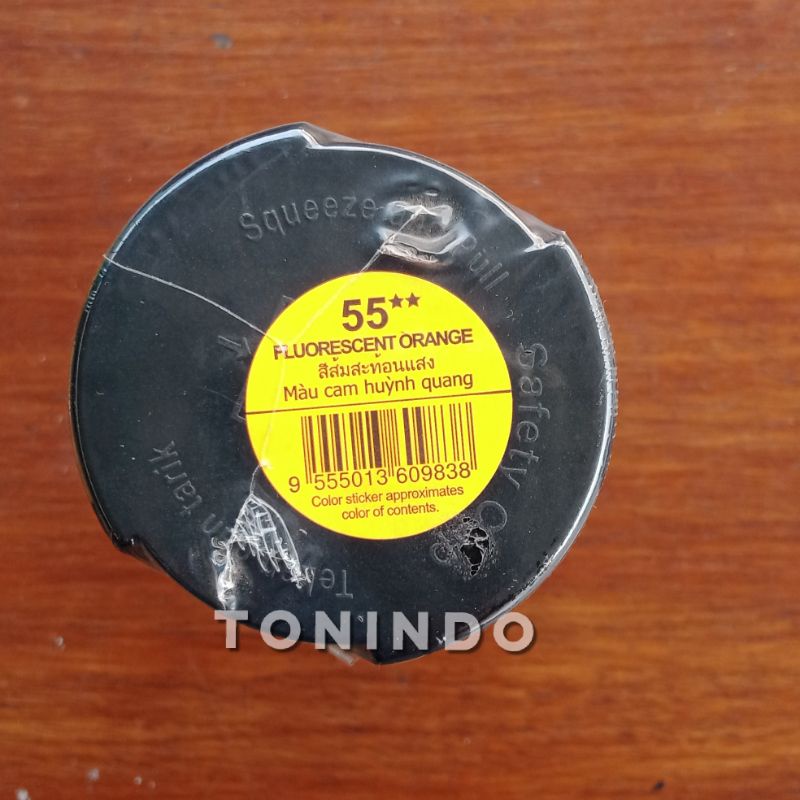 Squeeze
Pull
Safety
tarik
55**
FLUORESCENT ORANGE
สีส้มสะท้อนแสง
Màu cam huỳnh quang
9 555013 609838
Color sticker approximates
color of contents.
TONINDO